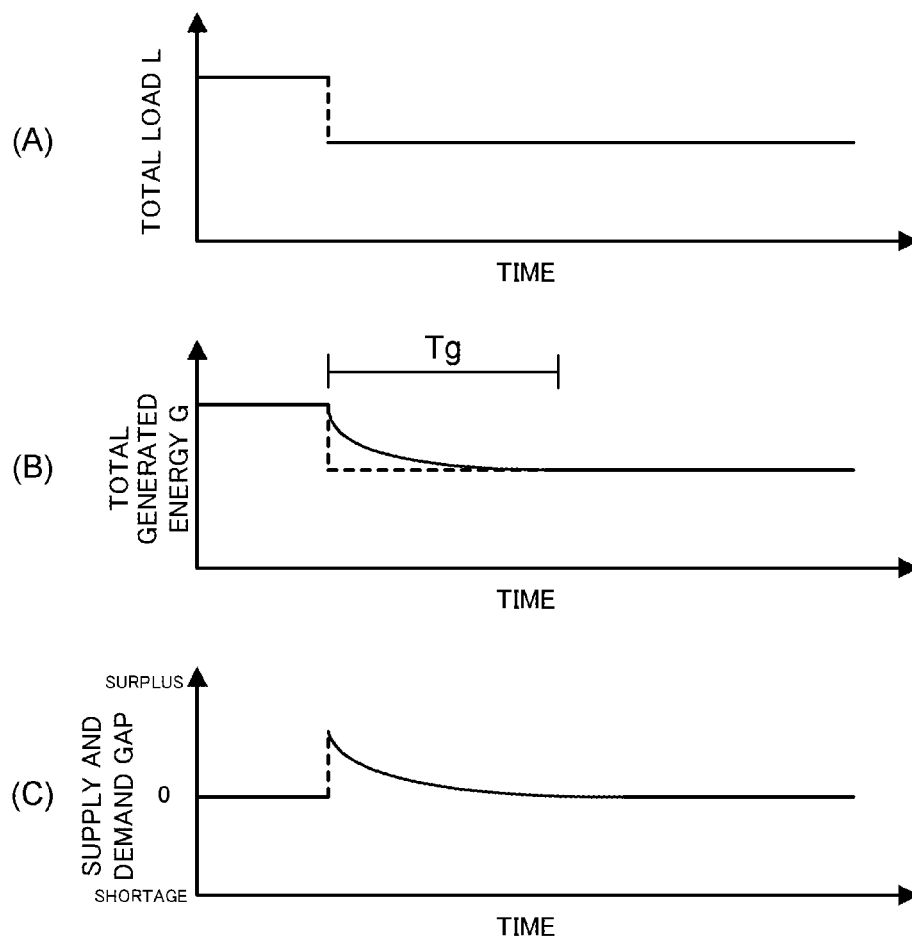 (A)
TOTAL LOAD L
TIME
(B)
TOTAL
GENERATED
ENERGY G
Tg
TIME
(C)
SURPLUS
SUPPLY AND
DEMAND GAP
0
SHORTAGE
TIME